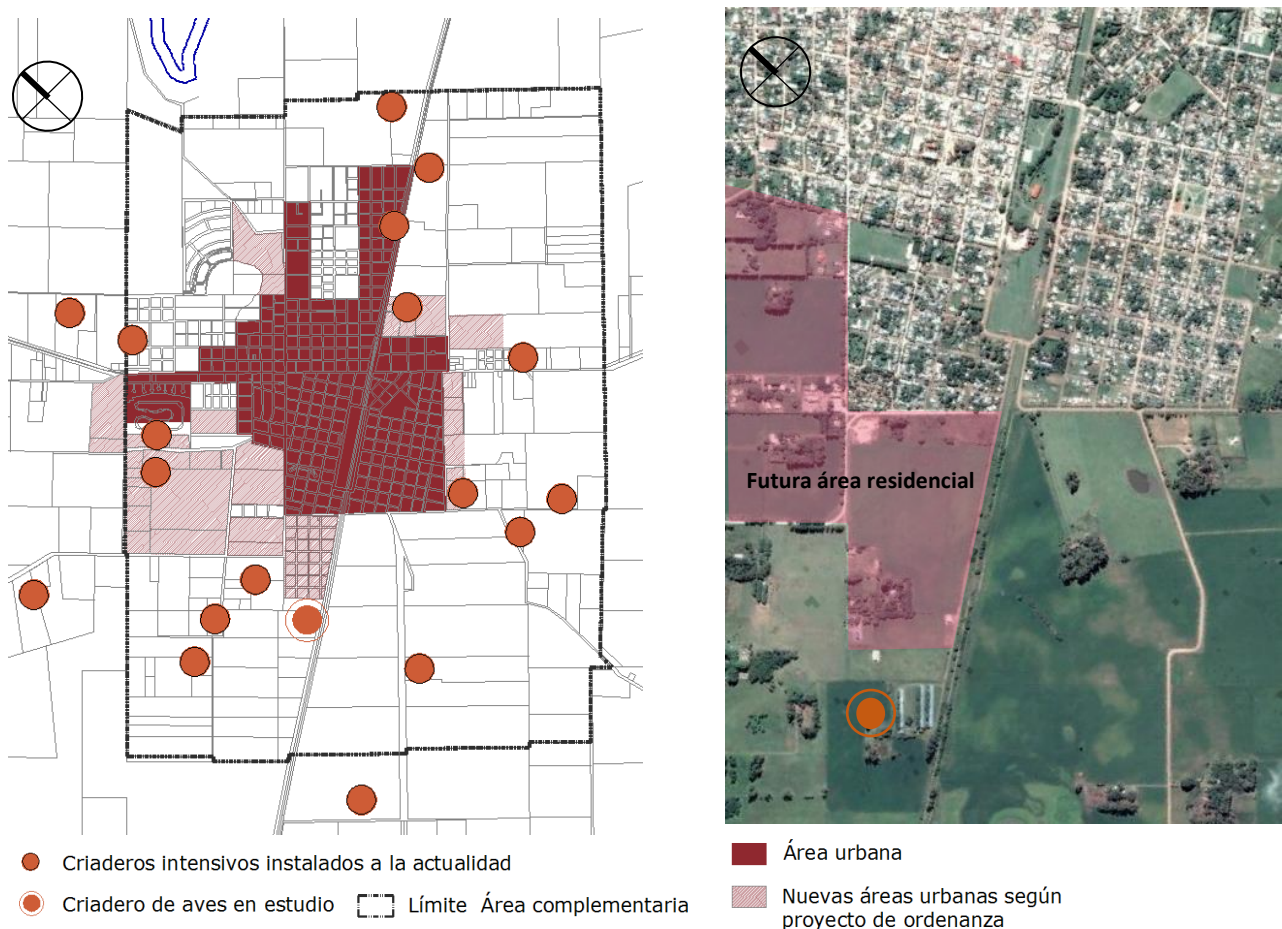 Futura área residencial
Criaderos intensivos instalados a la actualidad
Criadero de aves en estudio
Límite Área complementaria
Área urbana
Nuevas áreas urbanas según
proyecto de ordenanza